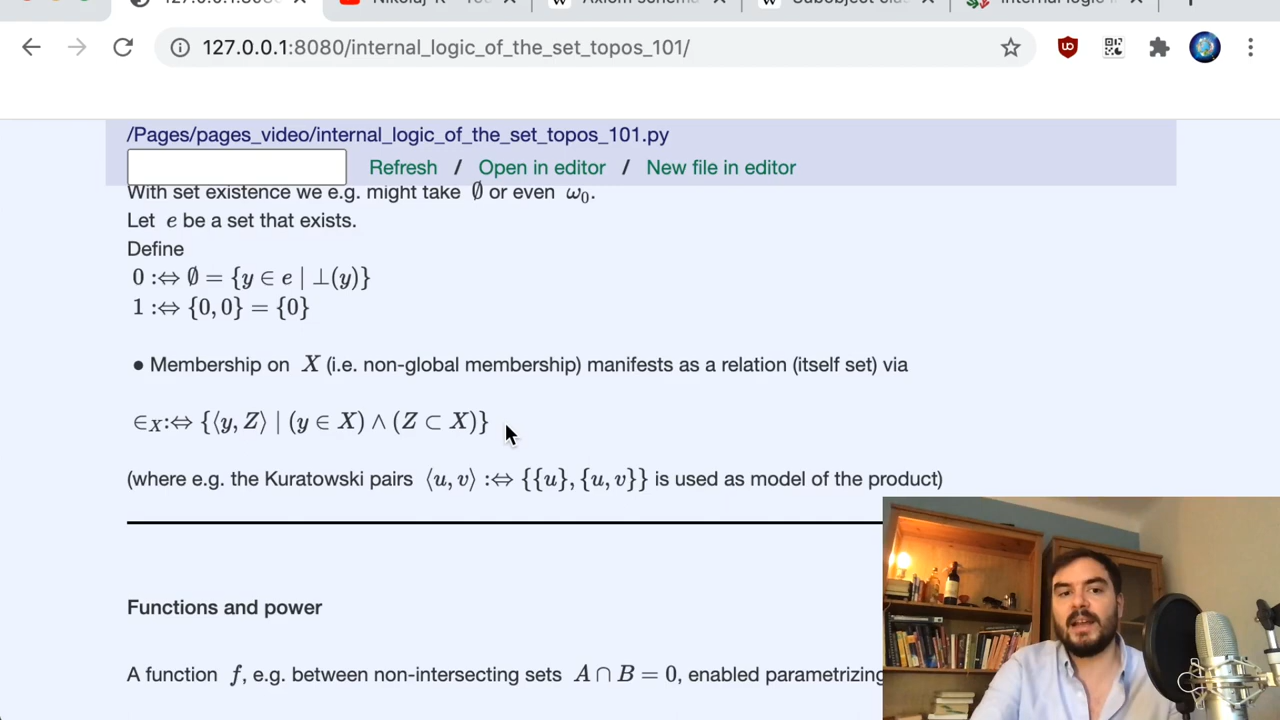 127.0.0.1:8080/internal_logic_of_the_set_topos_101/
/Pages/pages_video/internal_logic_of_the_set_topos_101.py
Refresh / Open in editor / New file in editor
With set existence we e.g. might take ∅ or even ω₀.
Let e be a set that exists.
Define
0 :⇔ ∅ = {y ∈ e | ⊥(y)}
1 :⇔ {0, 0} = {0}
● Membership on X (i.e. non-global membership) manifests as a relation (itself set) via
∈_X:⇔ {⟨y, Z⟩ | (y ∈ X) ∧ (Z ⊂ X)}
(where e.g. the Kuratowski pairs ⟨u, v⟩ :⇔ {{u}, {u, v}} is used as model of the product)
Functions and power
A function f, e.g. between non-intersecting sets A ∩ B = 0, enabled parametrizing